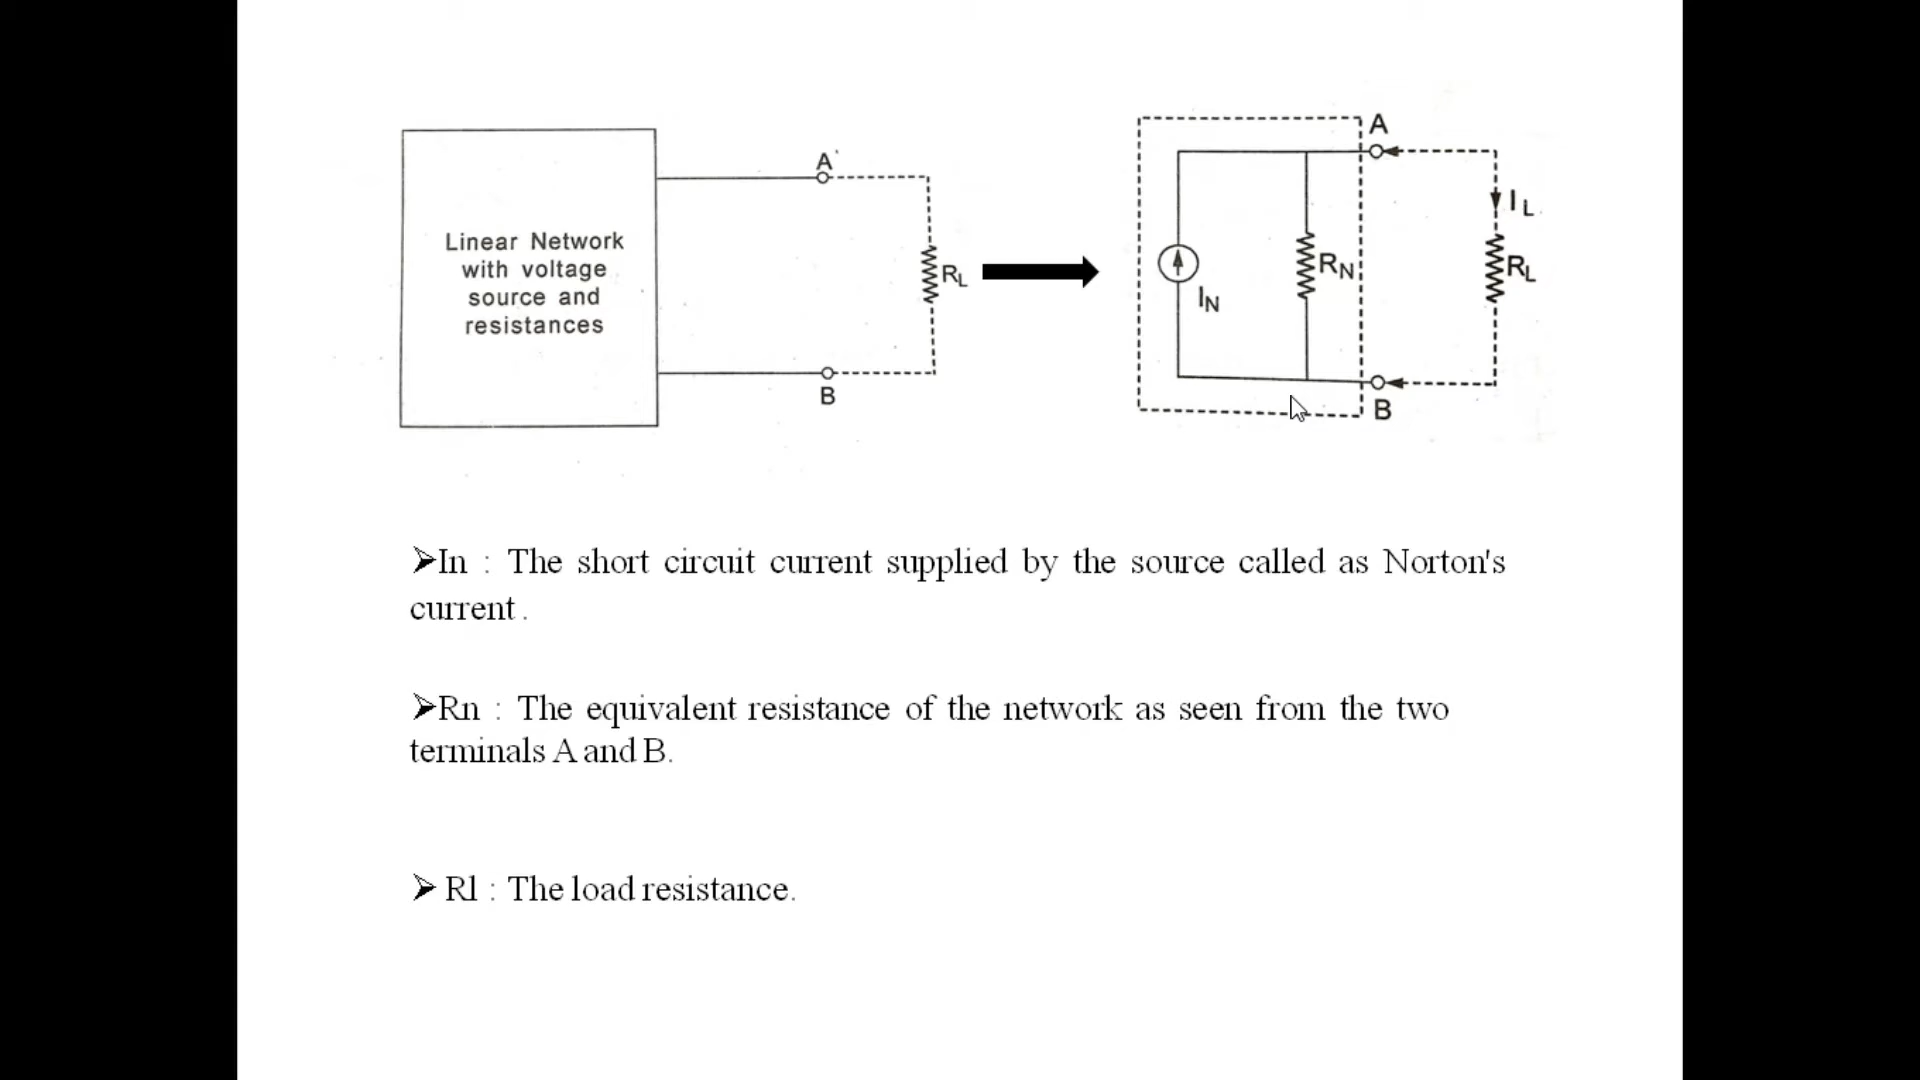 Linear Network
with voltage
source and
resistances
A
B
RL
A
IL
RN
RL
IN
B
➢In : The short circuit current supplied by the source called as Norton's
current .
➢Rn : The equivalent resistance of the network as seen from the two
terminals A and B.
➢ Rl : The load resistance.